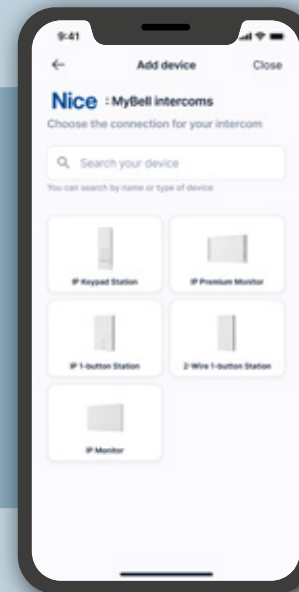 9:41
Add device
Close
Nice : MyBell intercoms
Choose the connection for your intercom
Search your device
You can search by name or type of device
IP Keypad Station
IP Premium Monitor
IP 1-button Station
2-Wire 1-button Station
IP Monitor